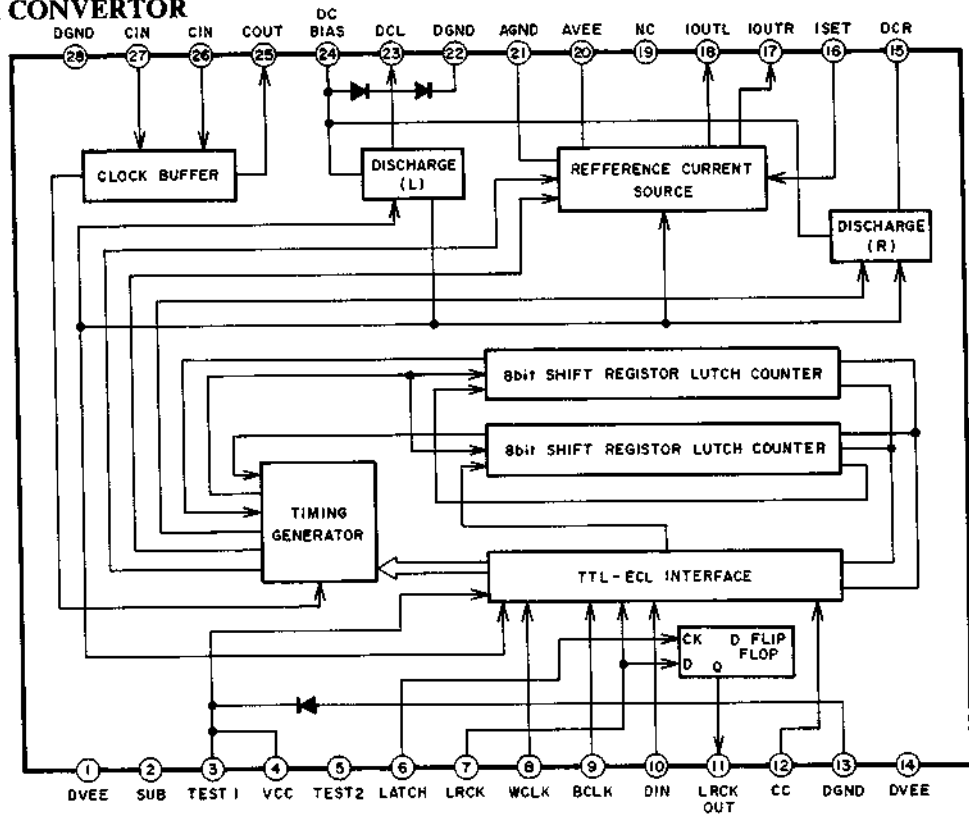 CONVERTOR
DGND CIN CIN COUT DC BIAS DCL DGND AGND AVEE NC IOUTL IOUTR ISET DCR
28 27 26 25 24 23 22 21 20 19 18 17 16 15
CLOCK BUFFER
DISCHARGE
(L)
REFFERENCE CURRENT
SOURCE
DISCHARGE
(R)
8bit SHIFT REGISTOR LUTCH COUNTER
8bit SHIFT REGISTOR LUTCH COUNTER
TIMING
GENERATOR
TTL-ECL INTERFACE
CK D FLIP
FLOP
D Q
1 2 3 4 5 6 7 8 9 10 11 12 13 14
DVEE SUB TEST1 VCC TEST2 LATCH LRCK WCLK BCLK DIN LRCK OUT CC DGND DVEE